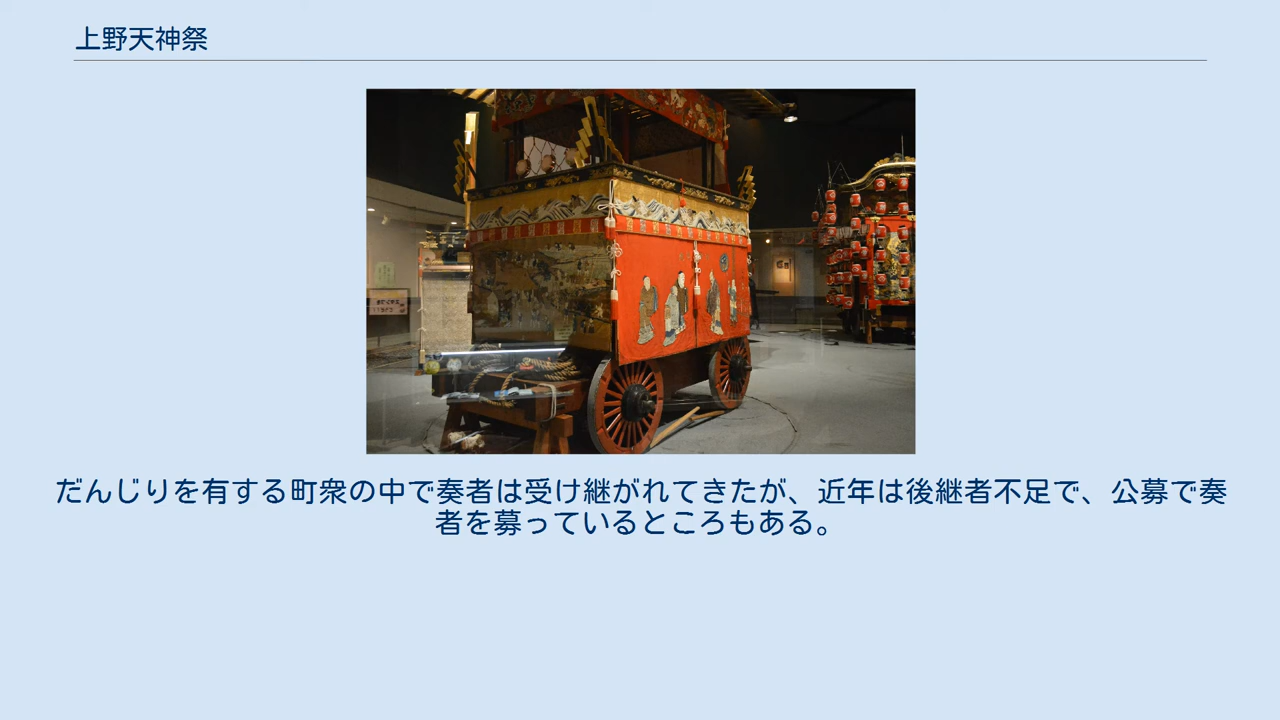 上野天神祭
だんじりを有する町衆の中で奏者は受け継がれてきたが、近年は後継者不足で、公募で奏
者を募っているところもある。